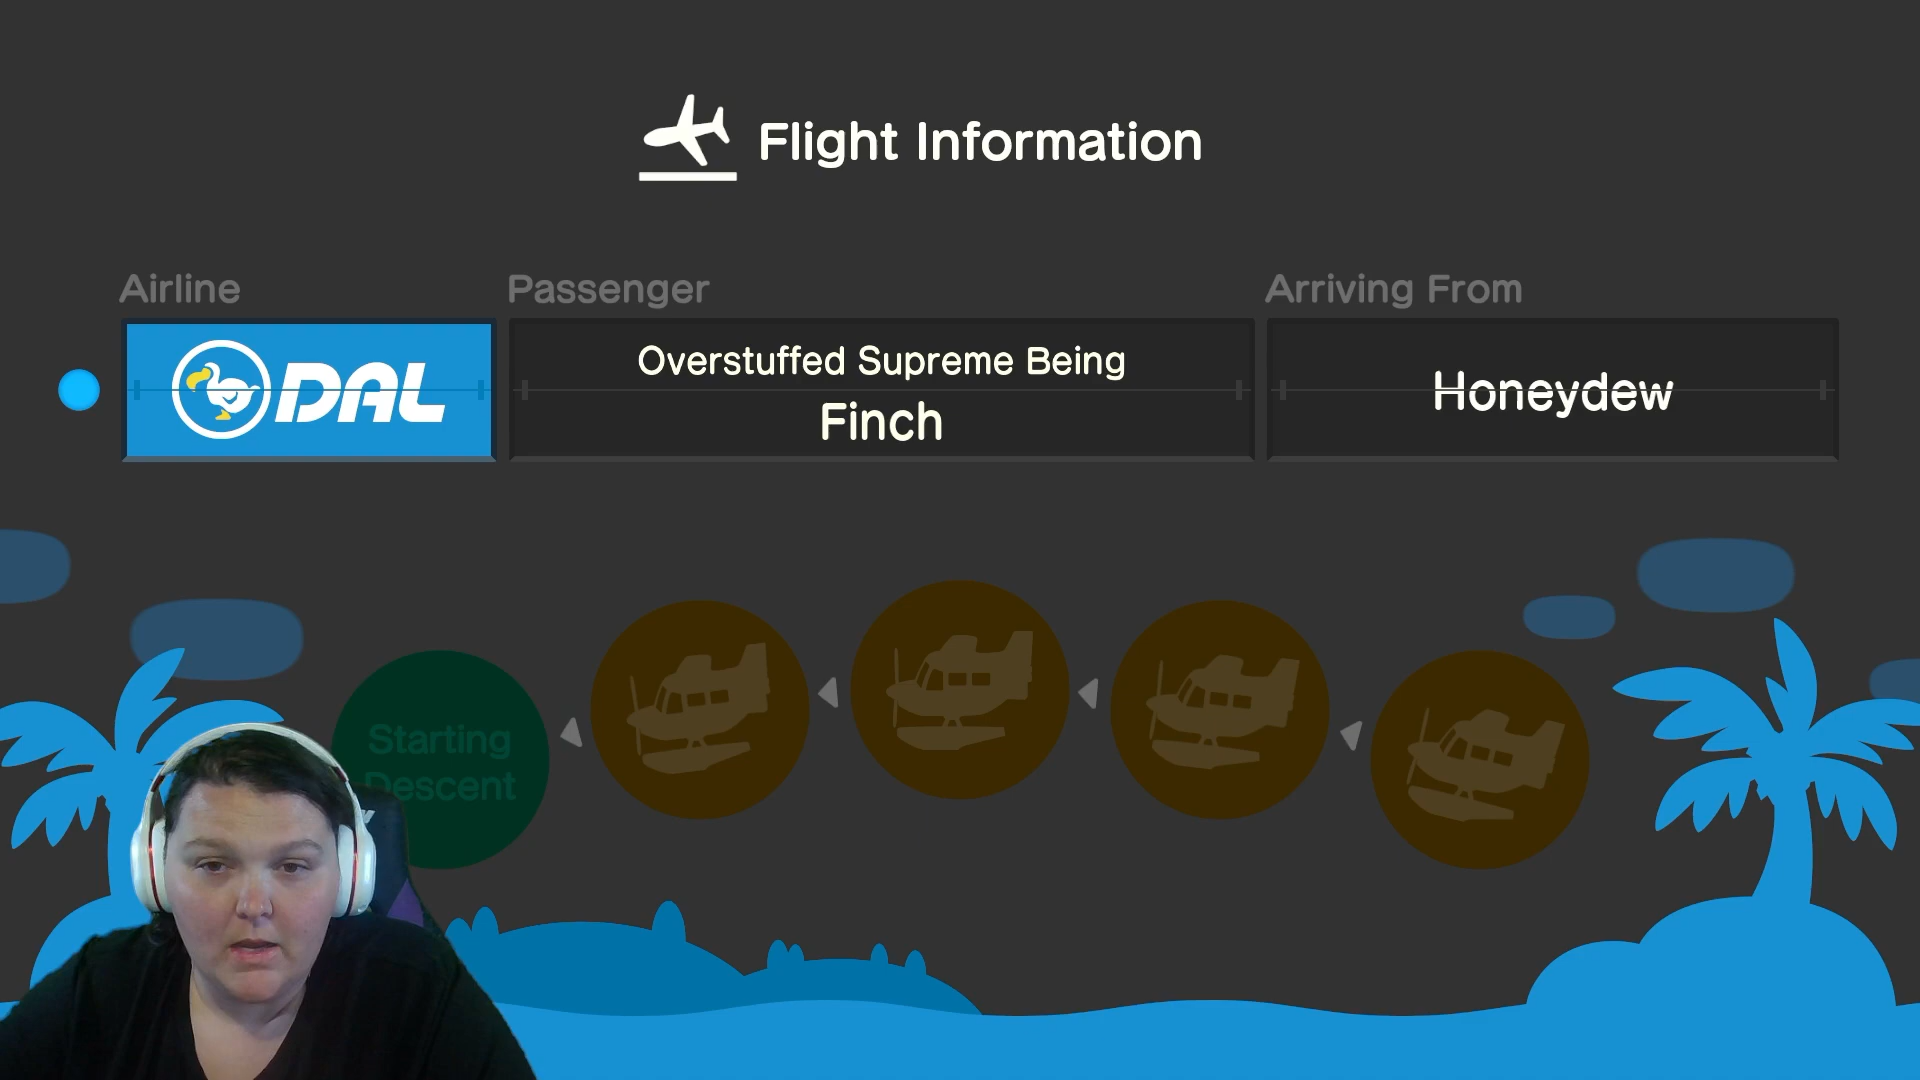 Flight Information
Airline
Passenger
Arriving From
DAL
Overstuffed Supreme Being
Finch
Honeydew
Starting
Descent